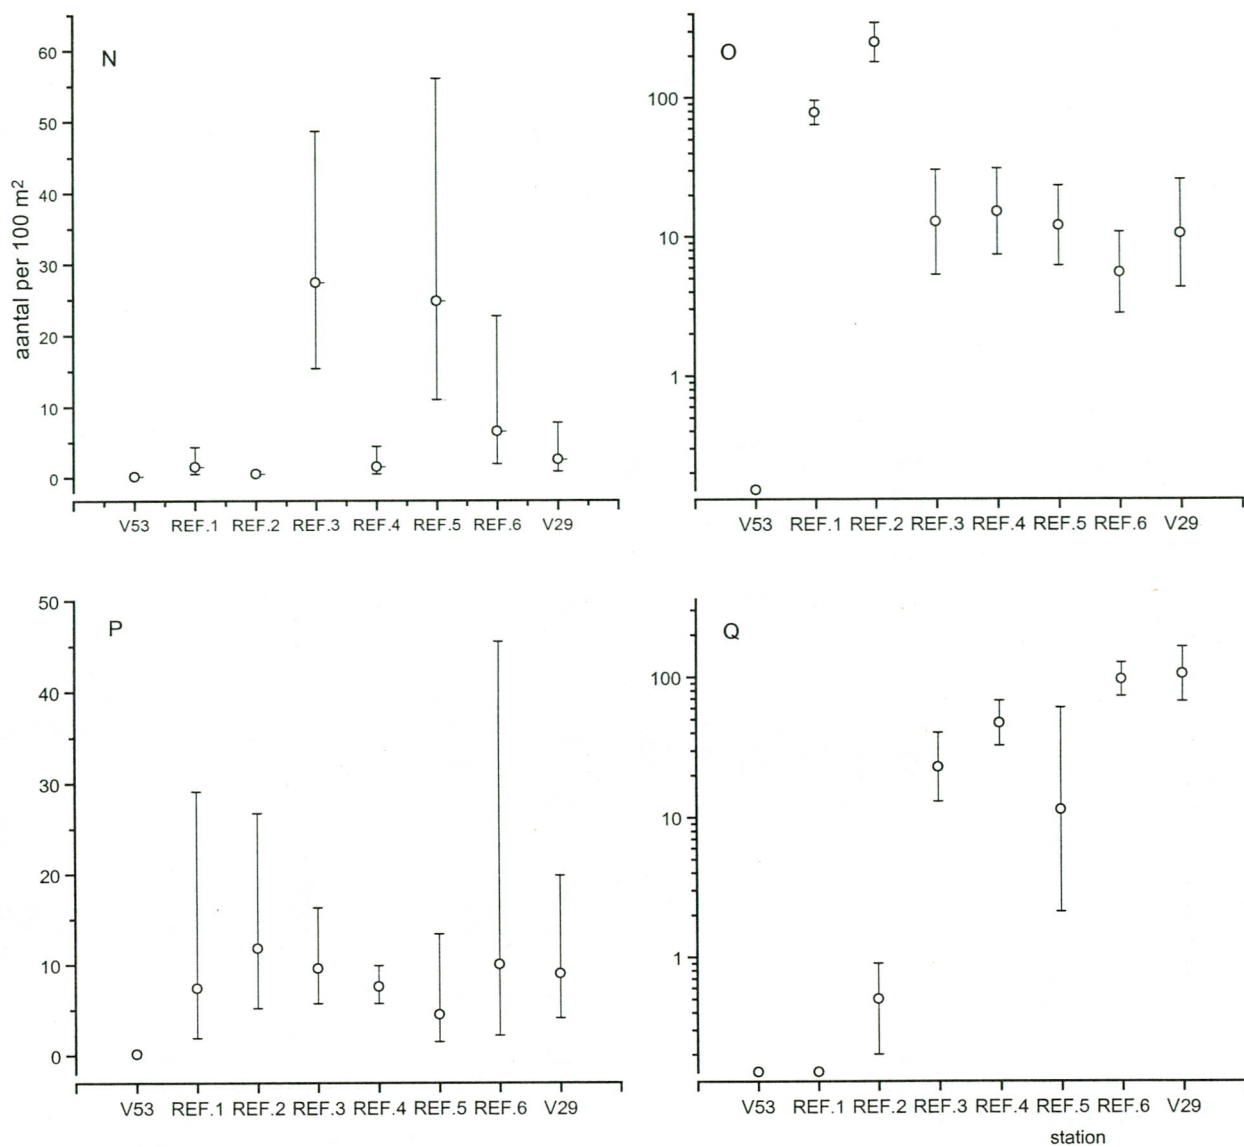 N
60
50
40
30
20
10
0
aantal per 100 m²
V53 REF.1 REF.2 REF.3 REF.4 REF.5 REF.6 V29
O
100
10
1
V53 REF.1 REF.2 REF.3 REF.4 REF.5 REF.6 V29
P
50
40
30
20
10
0
V53 REF.1 REF.2 REF.3 REF.4 REF.5 REF.6 V29
Q
100
10
1
V53 REF.1 REF.2 REF.3 REF.4 REF.5 REF.6 V29
station